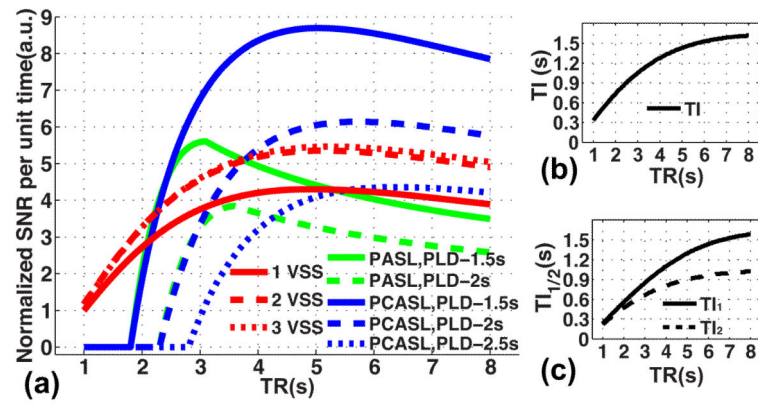 Normalized SNR per unit time(a.u.)
9
8
7
6
5
4
3
2
1
0
1 2 3 4 5 6 7 8
TR(s)
(a)
1 VSS
2 VSS
3 VSS
PASL,PLD-1.5s
PASL,PLD-2s
PCASL,PLD-1.5s
PCASL,PLD-2s
PCASL,PLD-2.5s
TI (s)
1.5
1.2
0.9
0.6
0.3
0
TI
1 2 3 4 5 6 7 8
TR(s)
(b)
TI1/2(s)
1.5
1.2
0.9
0.6
0.3
0
TI1
TI2
1 2 3 4 5 6 7 8
TR(s)
(c)